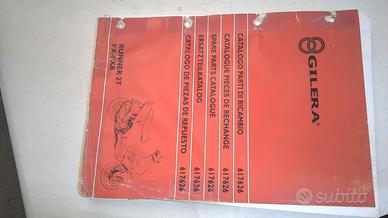 GILERA
CATALOGO PARTI DI RICAMBIO 617626
CATALOGUE PIECES DE RECHANGE 617626
SPARE PARTS CATALOGUE 617626
ERSATZTEILKATALOG 617626
CATALOGO DE PIEZAS DE REPUESTO 617626
RUNNER 2T
FX-FXR
subito